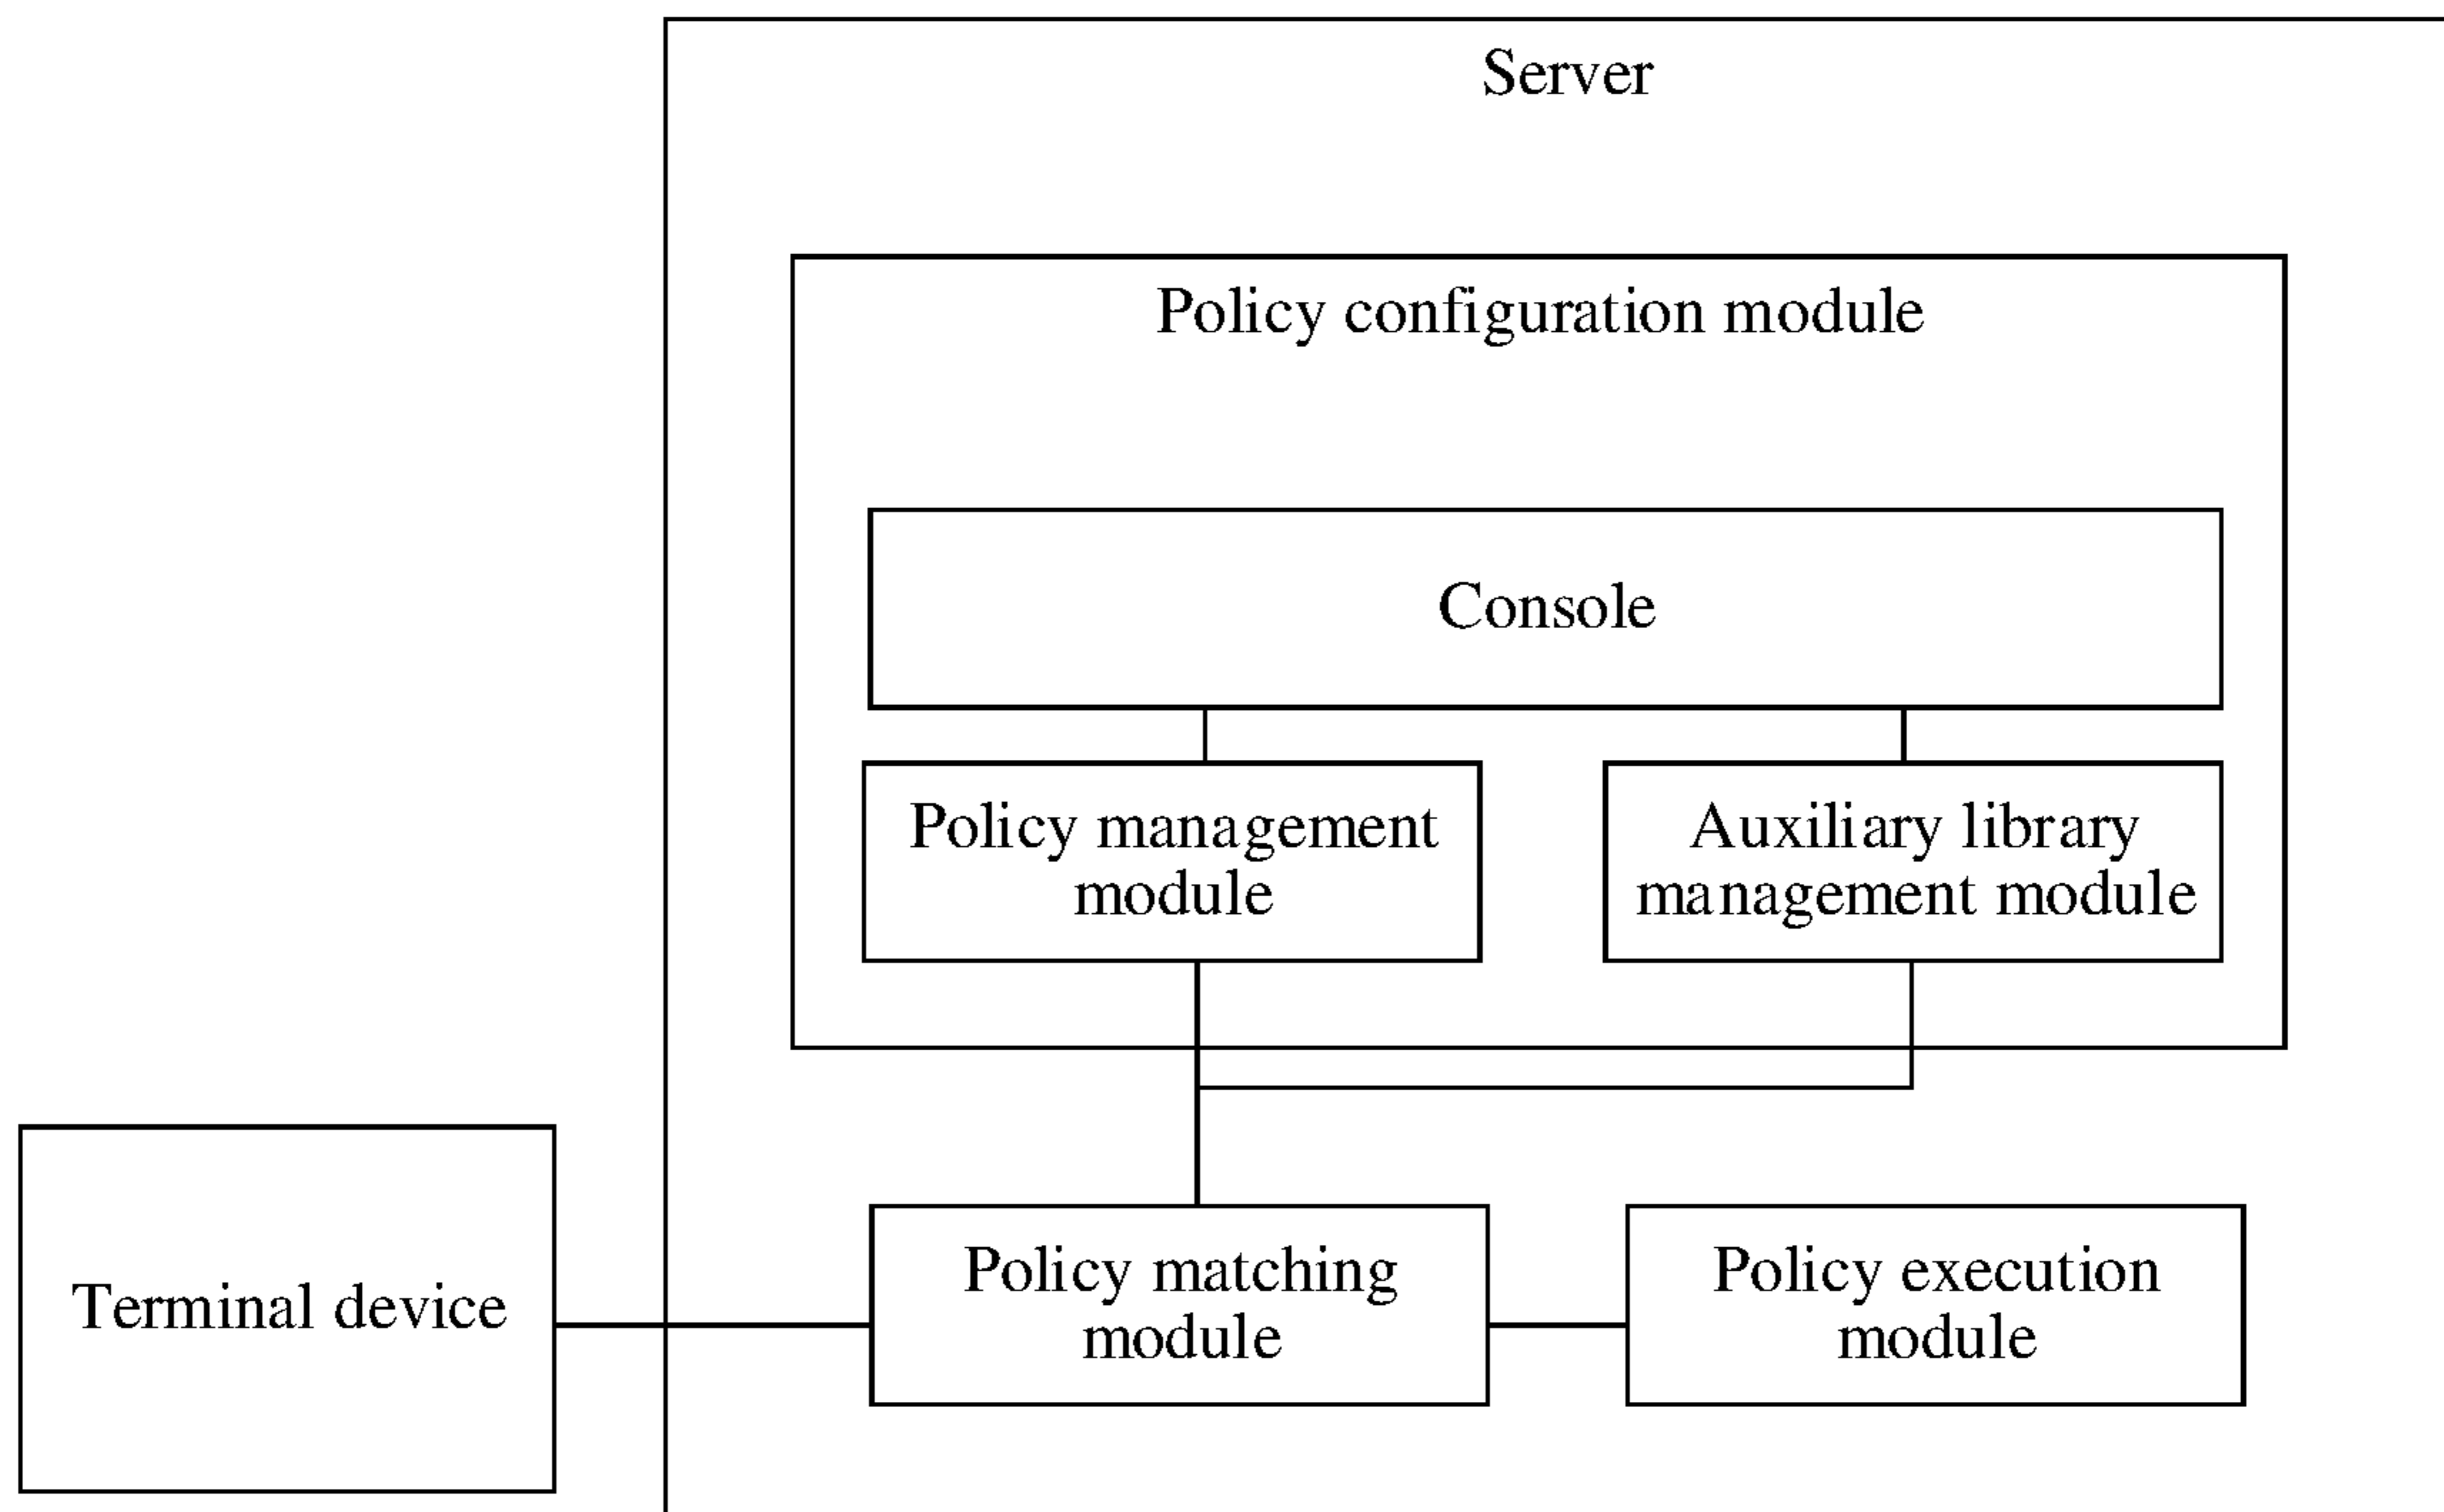 Server
Policy configuration module
Console
Policy management
module
Auxiliary library
management module
Terminal device
Policy matching
module
Policy execution
module